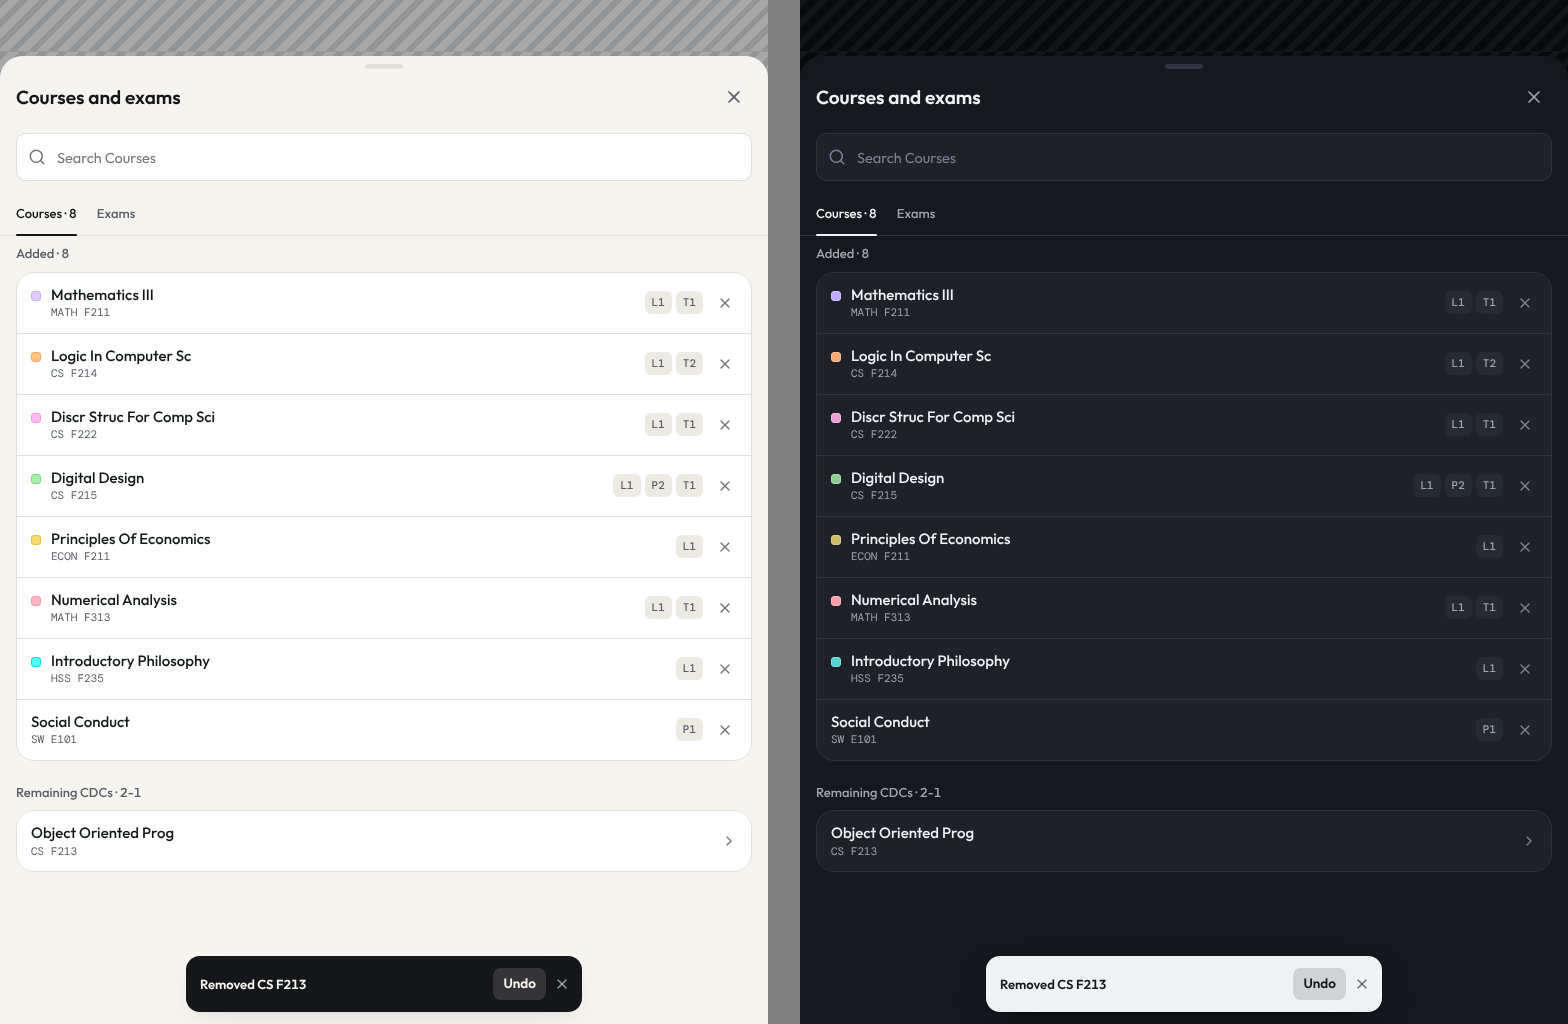 Courses and exams
Search Courses
Courses · 8 Exams
Added · 8
Mathematics III
MATH F211
L1 T1
Logic In Computer Sc
CS F214
L1 T2
Discr Struc For Comp Sci
CS F222
L1 T1
Digital Design
CS F215
L1 P2 T1
Principles Of Economics
ECON F211
L1
Numerical Analysis
MATH F313
L1 T1
Introductory Philosophy
HSS F235
L1
Social Conduct
SW E101
P1
Remaining CDCs · 2-1
Object Oriented Prog
CS F213
Removed CS F213 Undo
Courses and exams
Search Courses
Courses · 8 Exams
Added · 8
Mathematics III
MATH F211
L1 T1
Logic In Computer Sc
CS F214
L1 T2
Discr Struc For Comp Sci
CS F222
L1 T1
Digital Design
CS F215
L1 P2 T1
Principles Of Economics
ECON F211
L1
Numerical Analysis
MATH F313
L1 T1
Introductory Philosophy
HSS F235
L1
Social Conduct
SW E101
P1
Remaining CDCs · 2-1
Object Oriented Prog
CS F213
Removed CS F213 Undo